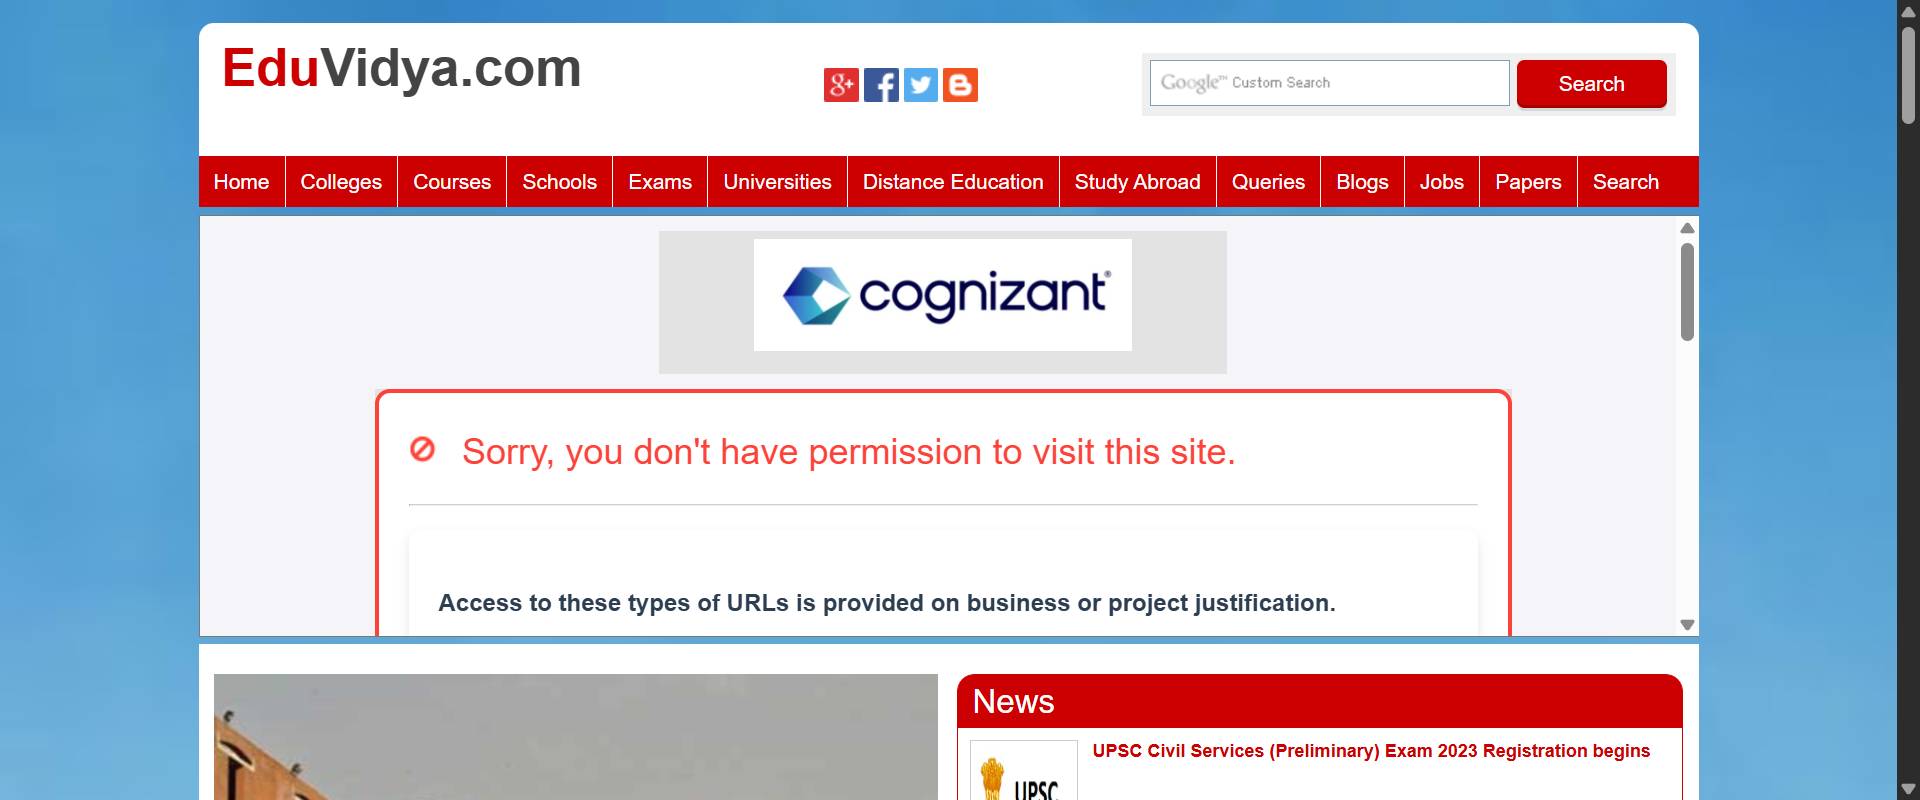 EduVidya.com
Google™ Custom Search
Search
Home Colleges Courses Schools Exams Universities Distance Education Study Abroad Queries Blogs Jobs Papers Search
cognizant®
Sorry, you don't have permission to visit this site.
Access to these types of URLs is provided on business or project justification.
News
UPSC Civil Services (Preliminary) Exam 2023 Registration begins
UPSC